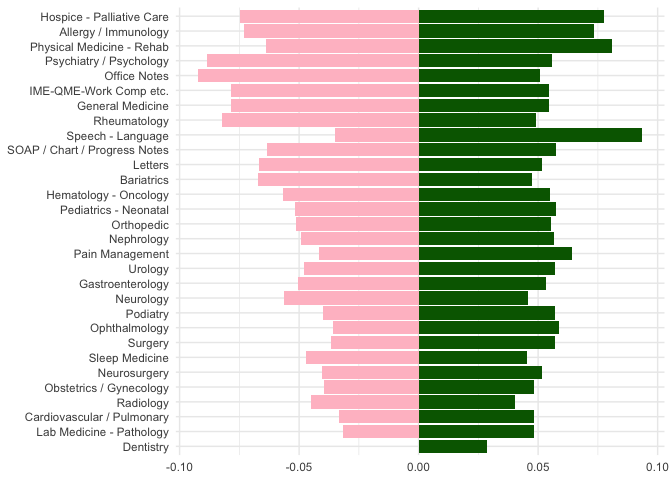 Hospice - Palliative Care
Allergy / Immunology
Physical Medicine - Rehab
Psychiatry / Psychology
Office Notes
IME-QME-Work Comp etc.
General Medicine
Rheumatology
Speech - Language
SOAP / Chart / Progress Notes
Letters
Bariatrics
Hematology - Oncology
Pediatrics - Neonatal
Orthopedic
Nephrology
Pain Management
Urology
Gastroenterology
Neurology
Podiatry
Ophthalmology
Surgery
Sleep Medicine
Neurosurgery
Obstetrics / Gynecology
Radiology
Cardiovascular / Pulmonary
Lab Medicine - Pathology
Dentistry
-0.10 -0.05 0.00 0.05 0.10